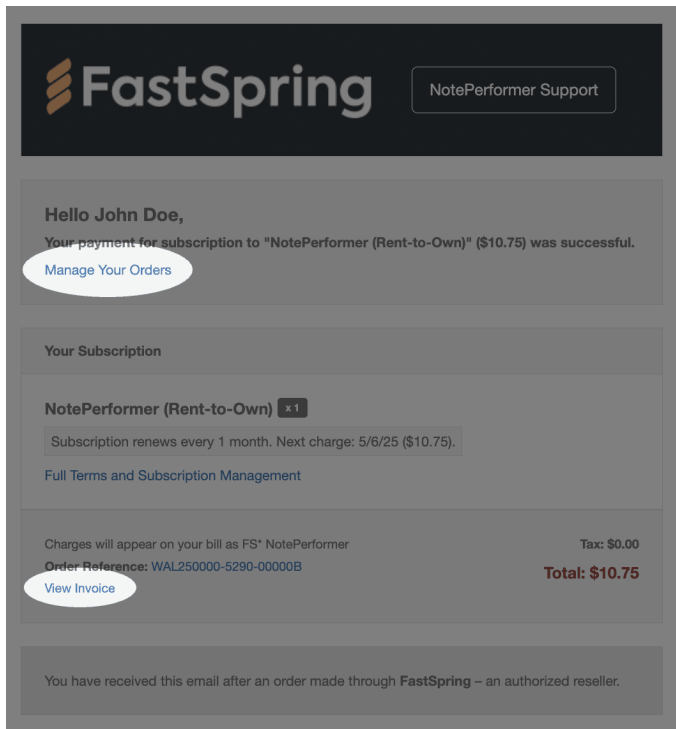 FastSpring
NotePerformer Support
Hello John Doe,
Your payment for subscription to "NotePerformer (Rent-to-Own)" ($10.75) was successful.
Manage Your Orders
Your Subscription
NotePerformer (Rent-to-Own) x 1
Subscription renews every 1 month. Next charge: 5/6/25 ($10.75).
Full Terms and Subscription Management
Charges will appear on your bill as FS* NotePerformer
Tax: $0.00
Order Reference: WAL250000-5290-00000B
Total: $10.75
View Invoice
You have received this email after an order made through FastSpring – an authorized reseller.